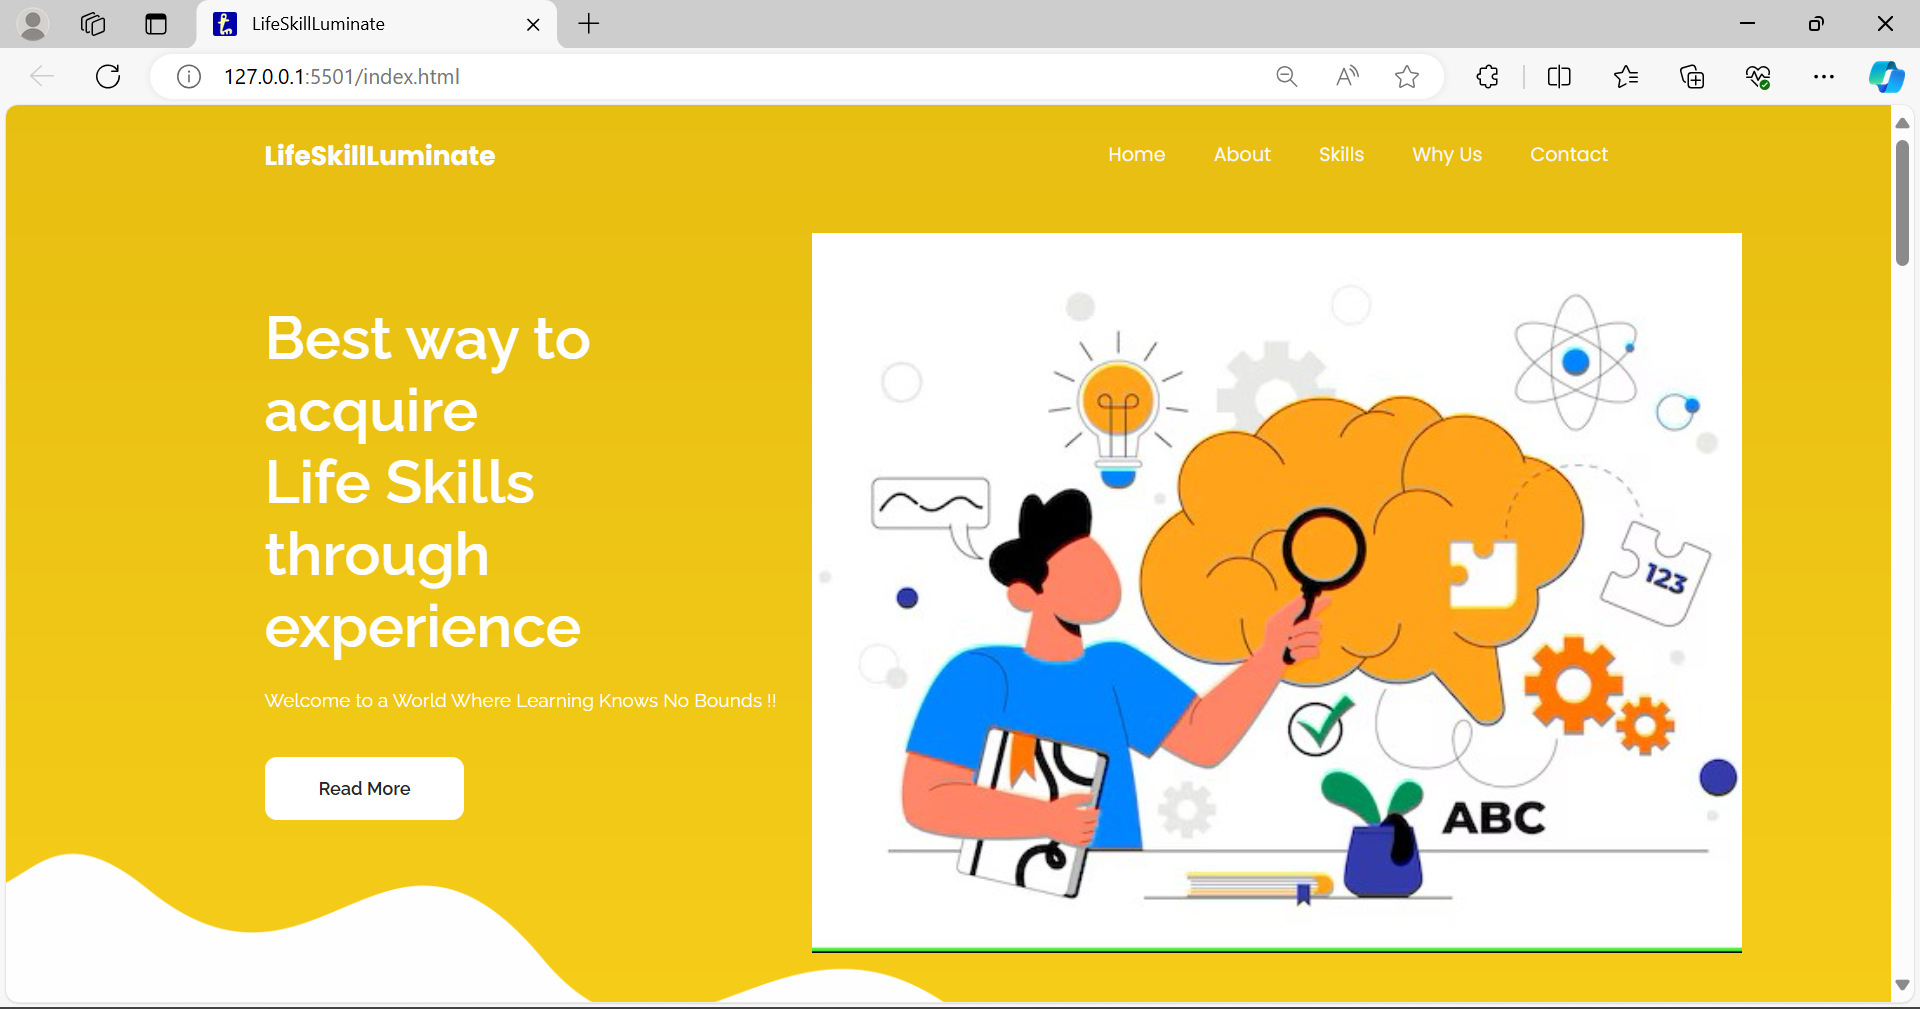 LifeSkillLuminate
127.0.0.1:5501/index.html
LifeSkillLuminate
Home About Skills Why Us Contact
Best way to
acquire
Life Skills
through
experience
Welcome to a World Where Learning Knows No Bounds !!
Read More
123
ABC